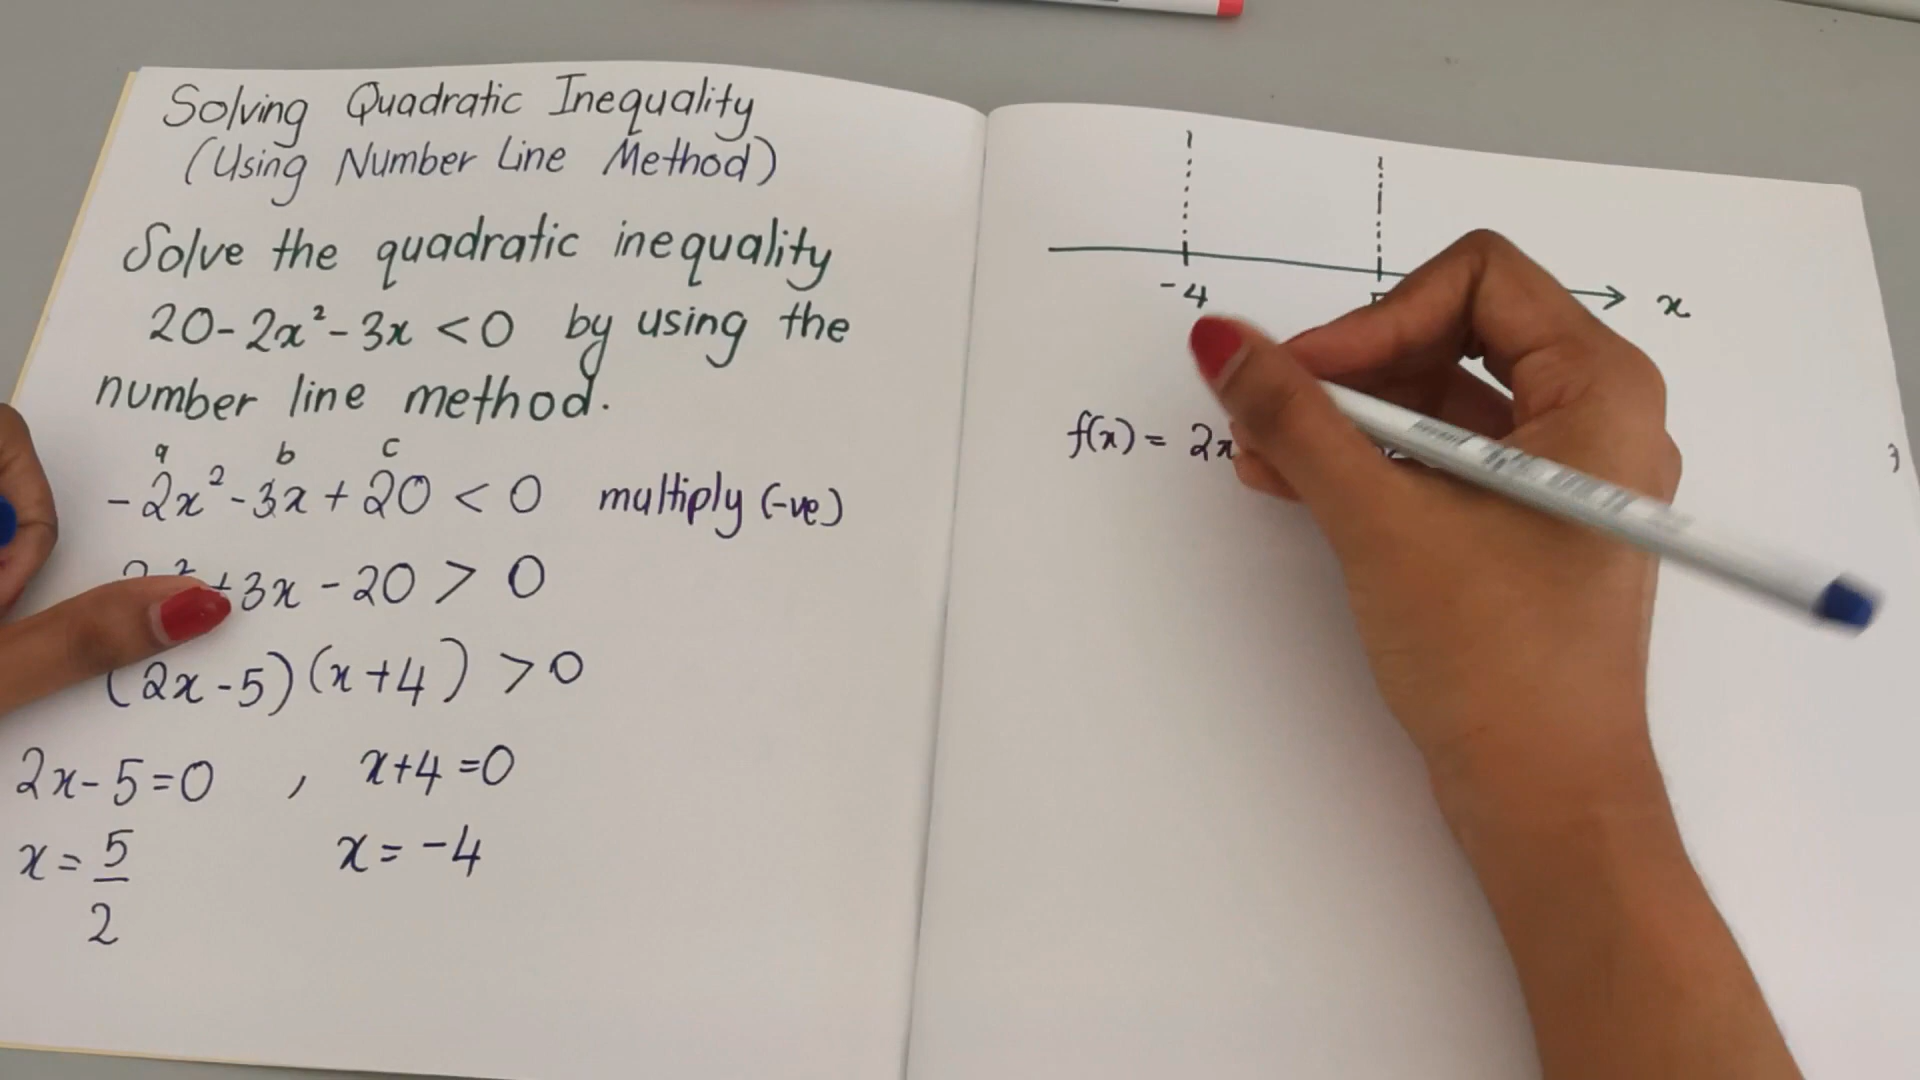 Solving Quadratic Inequality
(Using Number Line Method)
Solve the quadratic inequality
20-2x²-3x <0 by using the
number line method.
a b c
-2x²-3x+20 < 0 multiply (-ve)
+3x -20 > 0
(2x-5)(x+4) >0
2x-5=0 , x+4=0
x=5/2 x=-4
-4 x
f(x)= 2x